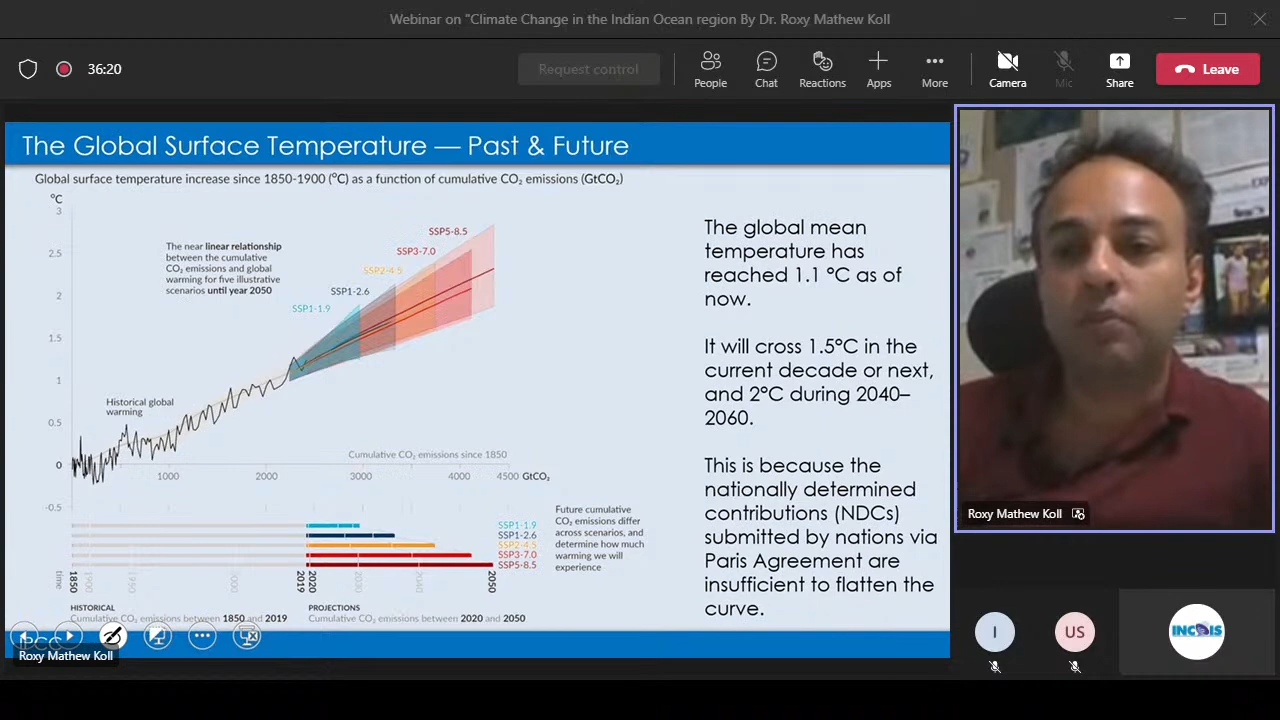 Webinar on "Climate Change in the Indian Ocean region By Dr. Roxy Mathew Koll
36:20
Request control
People
Chat
Reactions
Apps
More
Camera
Mic
Share
Leave
The Global Surface Temperature — Past & Future
Global surface temperature increase since 1850-1900 (°C) as a function of cumulative CO₂ emissions (GtCO₂)
°C
3
2.5
2
1.5
1
0.5
0
-0.5
The near linear relationship
between the cumulative
CO₂ emissions and global
warming for five illustrative
scenarios until year 2050
SSP5-8.5
SSP3-7.0
SSP2-4.5
SSP1-2.6
SSP1-1.9
Historical global
warming
Cumulative CO₂ emissions since 1850
1000
2000
3000
4000
4500
GtCO₂
SSP1-1.9
SSP1-2.6
SSP2-4.5
SSP3-7.0
SSP5-8.5
Future cumulative
CO₂ emissions differ
across scenarios, and
determine how much
warming we will
experience
time
1850
1900
1950
2000
2019
2020
2030
2040
2050
HISTORICAL
Cumulative CO₂ emissions between 1850 and 2019
PROJECTIONS
Cumulative CO₂ emissions between 2020 and 2050
The global mean
temperature has
reached 1.1 °C as of
now.
It will cross 1.5°C in the
current decade or next,
and 2°C during 2040–
2060.
This is because the
nationally determined
contributions (NDCs)
submitted by nations via
Paris Agreement are
insufficient to flatten the
curve.
IPCC
Roxy Mathew Koll
Roxy Mathew Koll
I
US
INCOIS